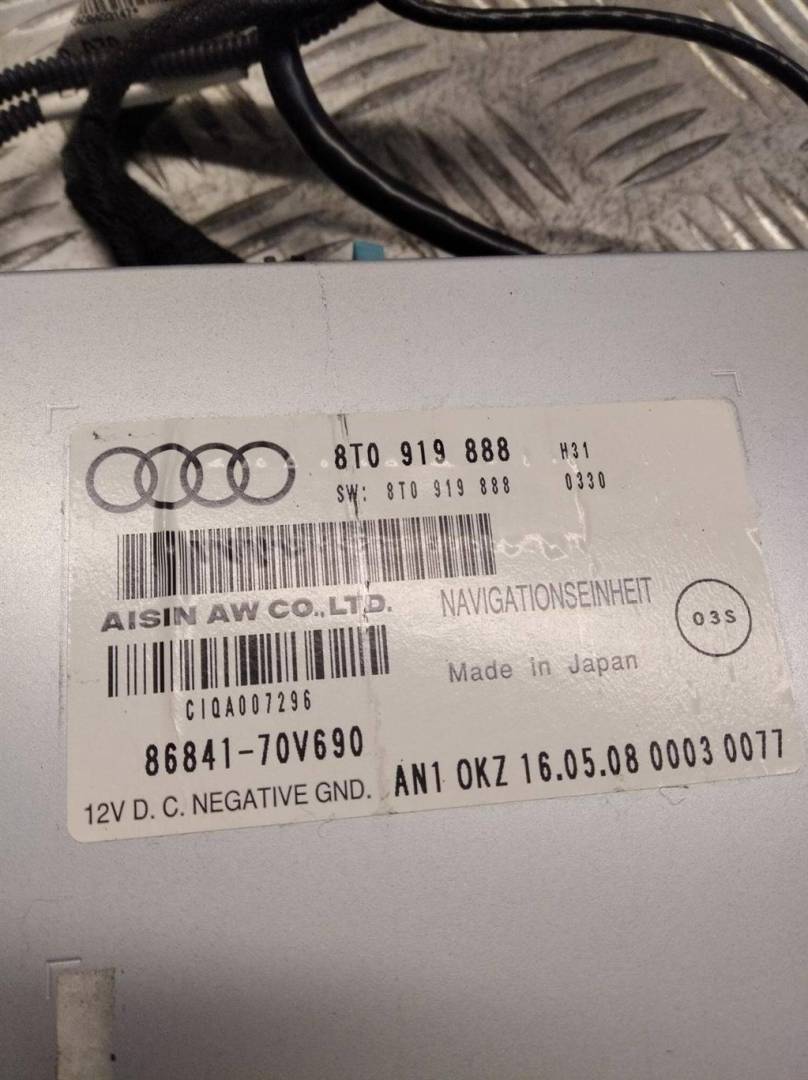 8T0 919 888 H31
SW: 8T0 919 888 0330
AISIN AW CO., LTD.
NAVIGATIONSEINHEIT
03S
Made in Japan
CIQA007296
86841-70V690
12V D. C. NEGATIVE GND.
AN1 OKZ 16.05.08 0003 0077